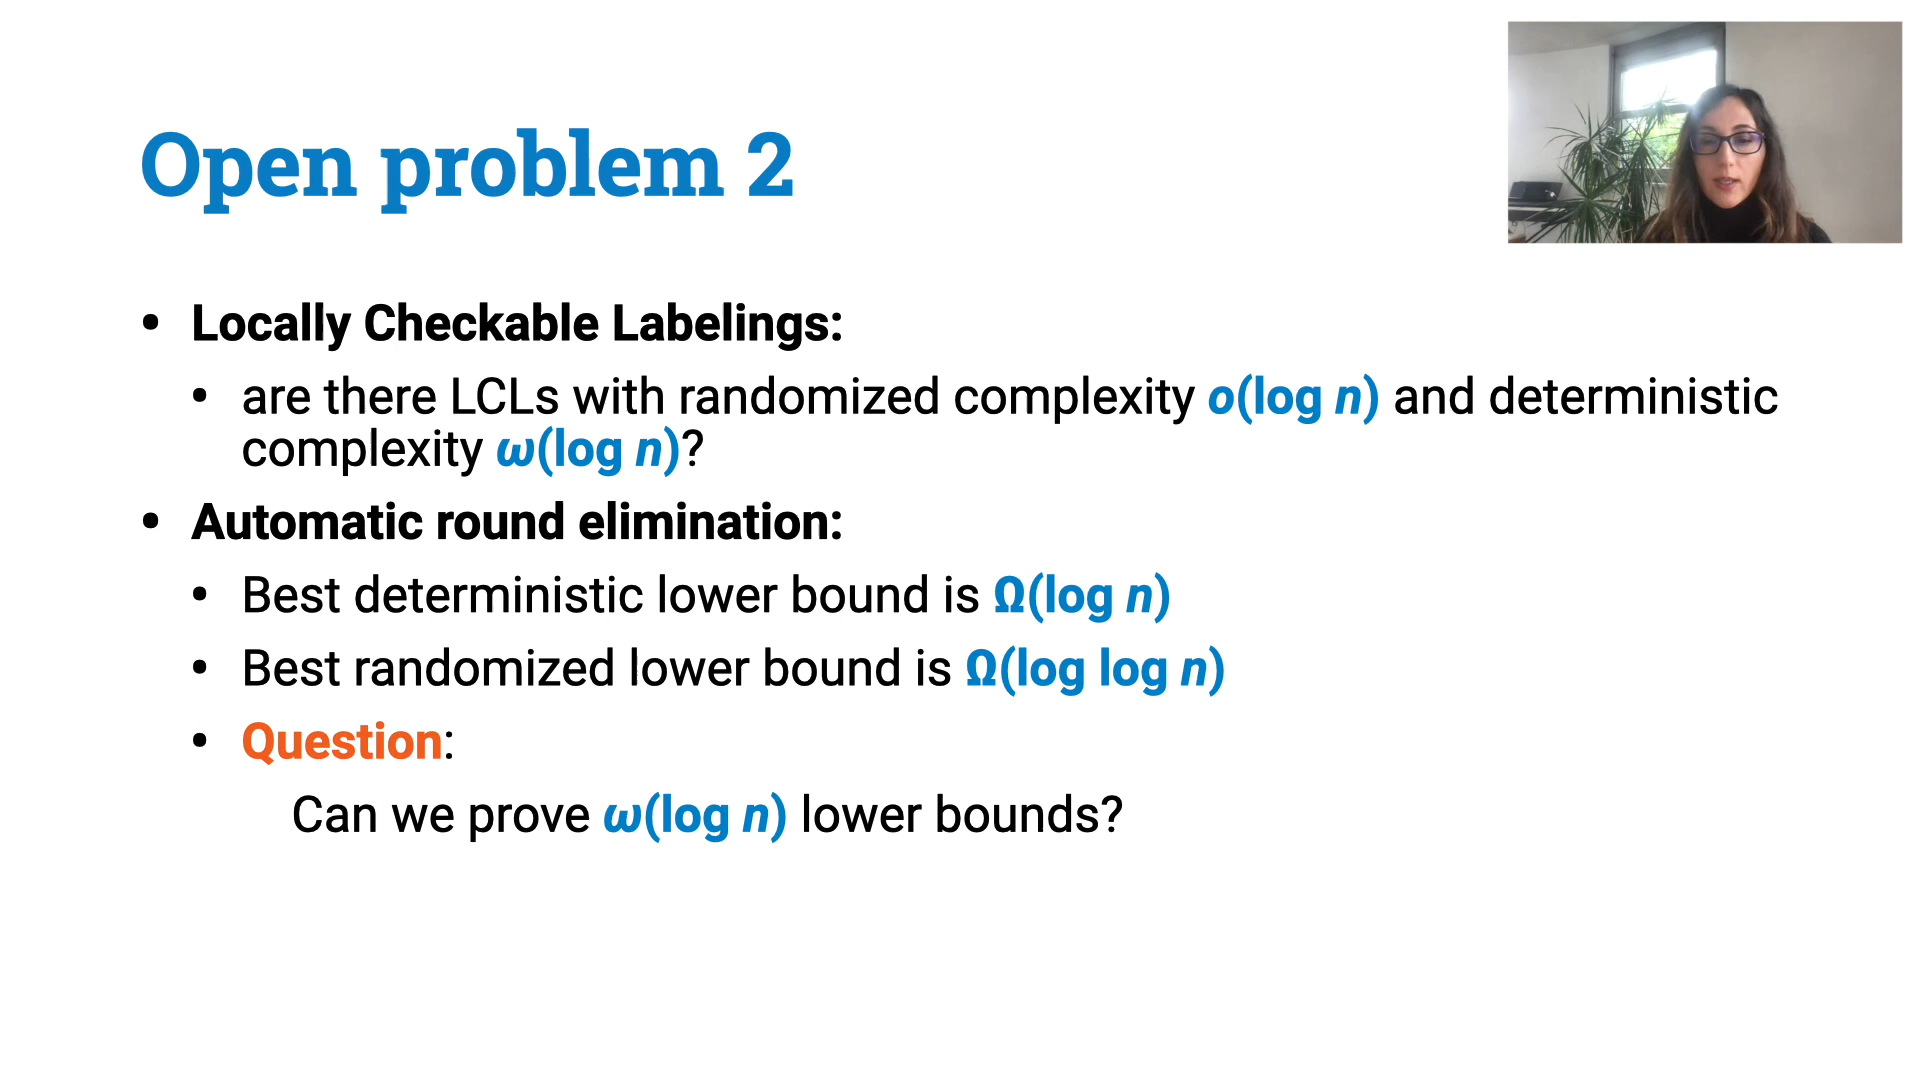 Open problem 2
• Locally Checkable Labelings:
• are there LCLs with randomized complexity o(log n) and deterministic
complexity ω(log n)?
• Automatic round elimination:
• Best deterministic lower bound is Ω(log n)
• Best randomized lower bound is Ω(log log n)
• Question:
Can we prove ω(log n) lower bounds?